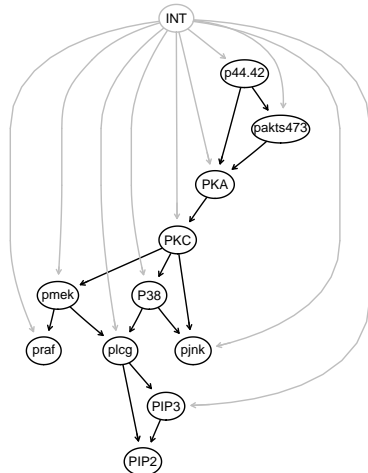 INT
p44.42
pakts473
PKA
PKC
pmek
P38
praf
plcg
pjnk
PIP3
PIP2